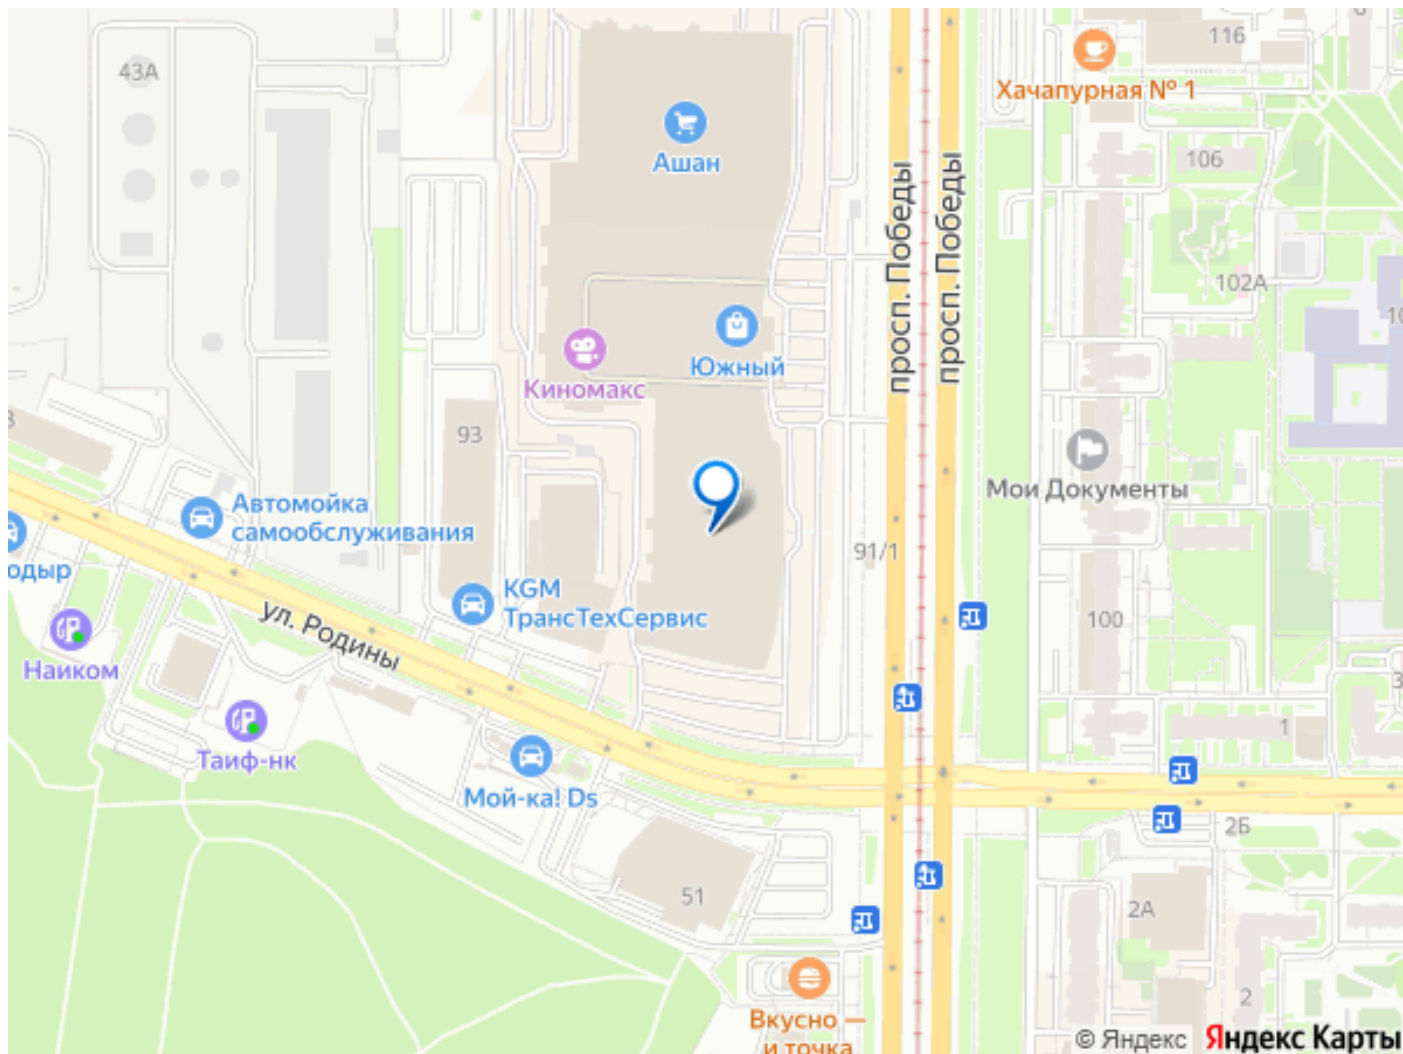 43А
116
Хачапурная № 1
Ашан
106
просп. Победы
просп. Победы
102А
10
Южный
Киномакс
93
Мои Документы
Автомойка
самообслуживания
91/1
одыр
KGM
ТрансТехСервис
ул. Родины
100
Наиком
Таиф-нк
1
Мой-ка! Ds
2Б
51
2А
2
Вкусно —
и точка
© Яндекс
Яндекс Карты